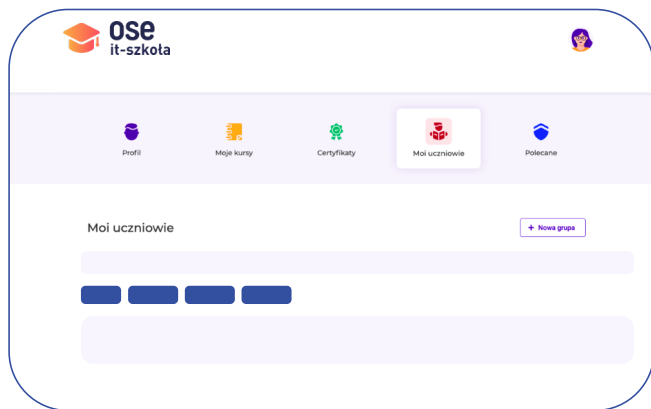 ose
it-szkoła
Profil
Moje kursy
Certyfikaty
Moi uczniowie
Polecane
Moi uczniowie
+ Nowa grupa